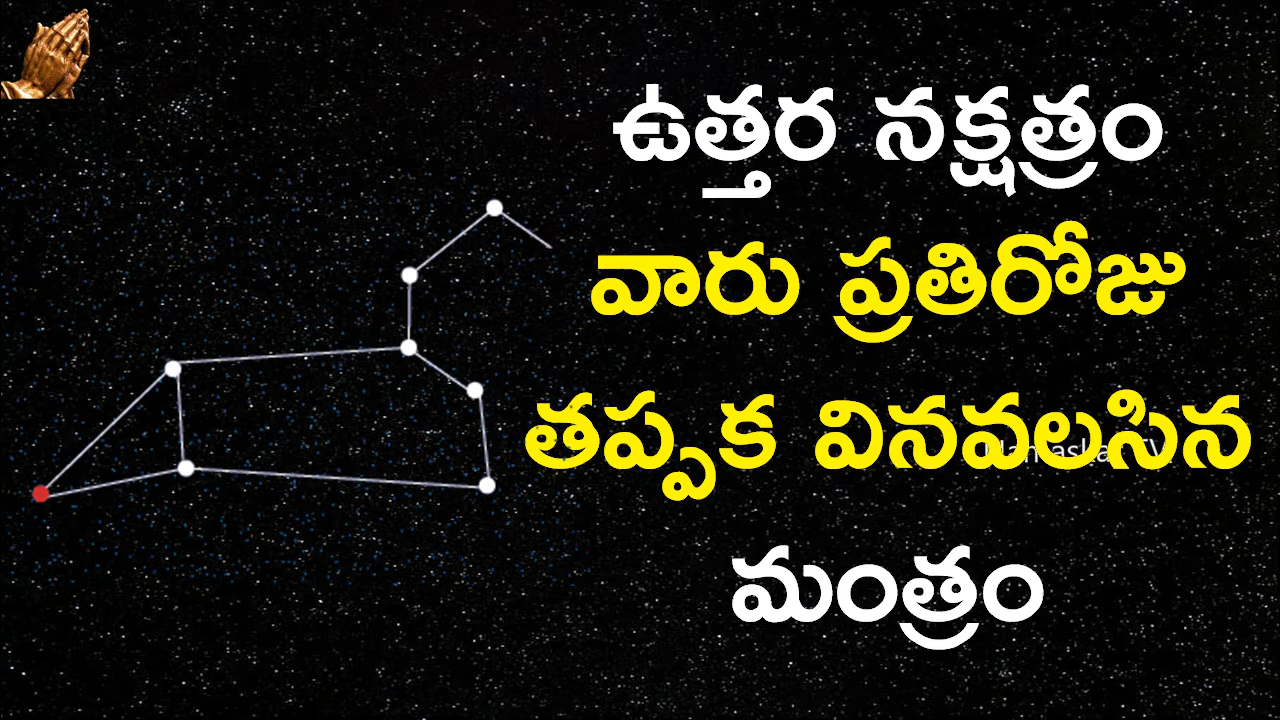 ఉత్తర నక్షత్రం
వారు ప్రతిరోజు
తప్పక వినవలసిన
మంత్రం